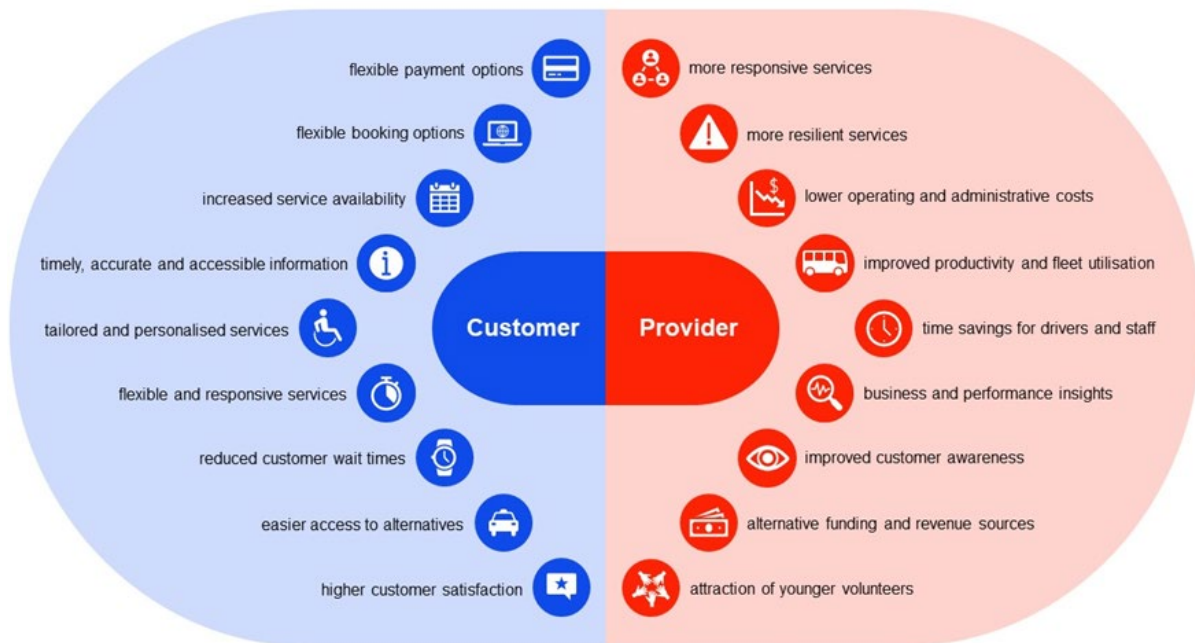 flexible payment options
flexible booking options
increased service availability
timely, accurate and accessible information
tailored and personalised services
flexible and responsive services
reduced customer wait times
easier access to alternatives
higher customer satisfaction
Customer
Provider
more responsive services
more resilient services
lower operating and administrative costs
improved productivity and fleet utilisation
time savings for drivers and staff
business and performance insights
improved customer awareness
alternative funding and revenue sources
attraction of younger volunteers